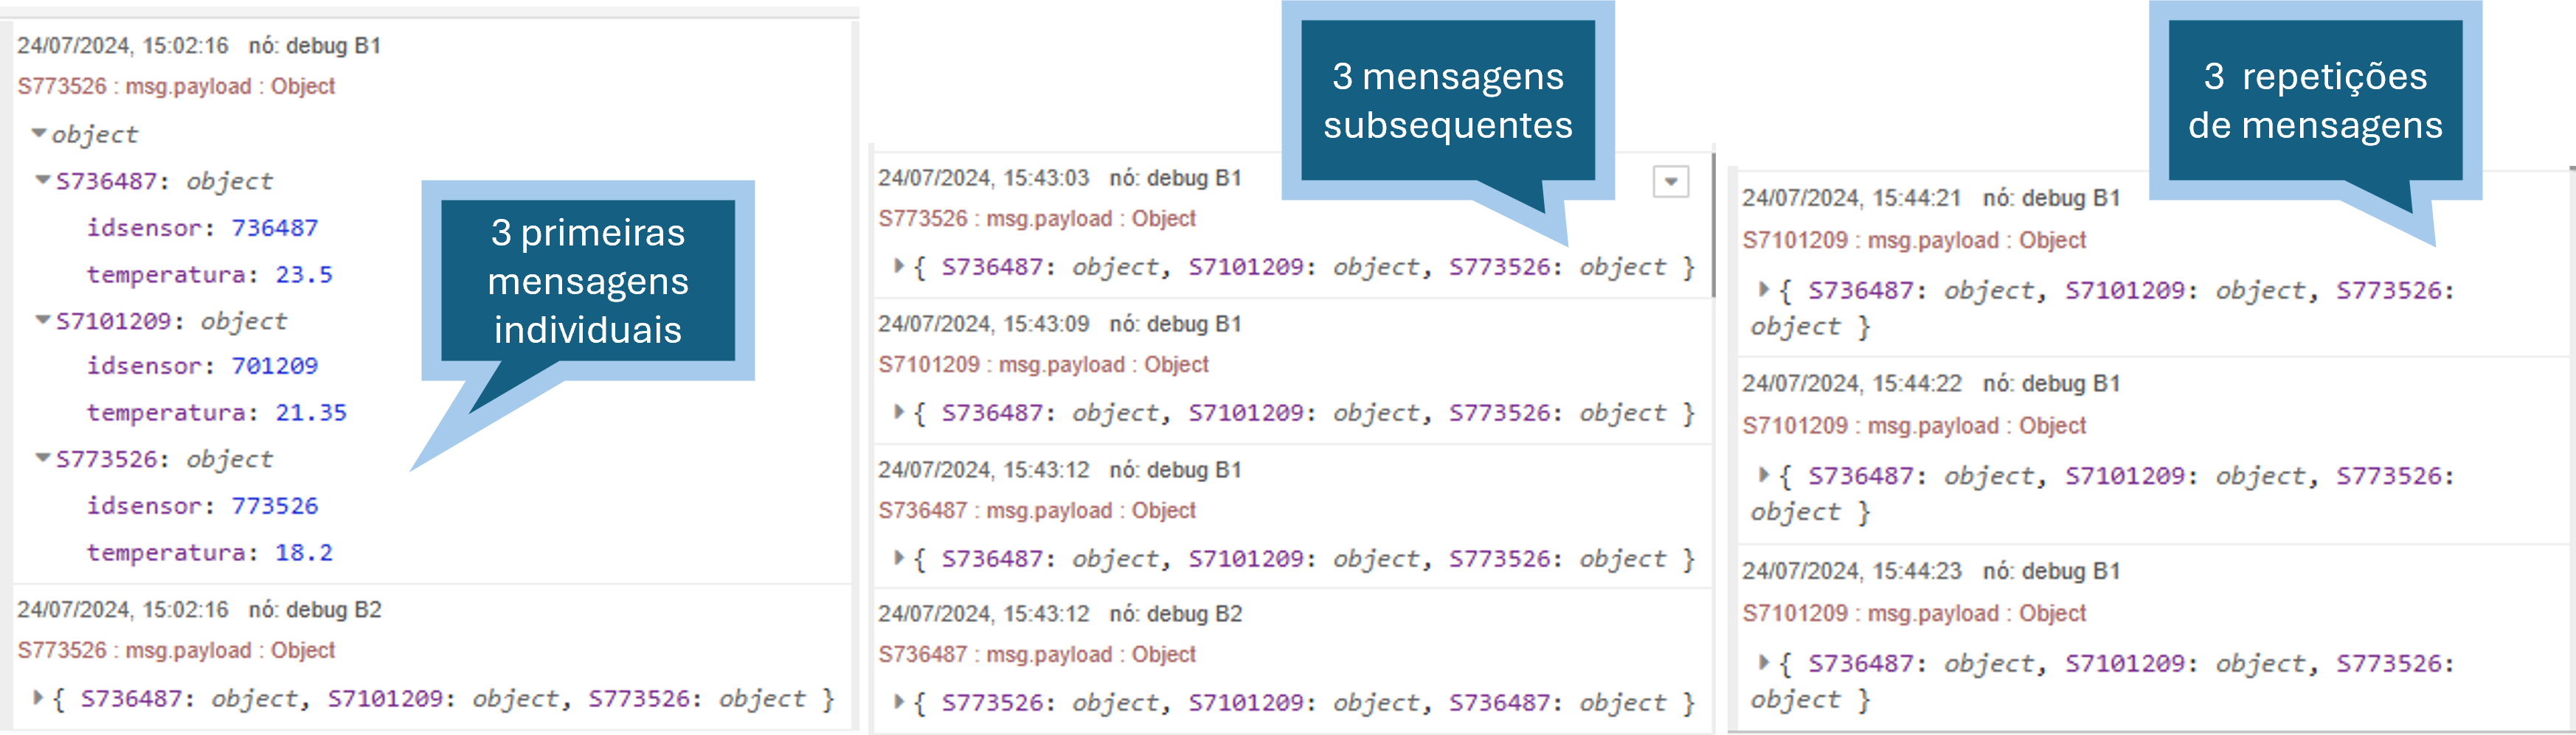 24/07/2024, 15:02:16 nó: debug B1
S773526 : msg.payload : Object
object
S736487: object
idsensor: 736487
temperatura: 23.5
S7101209: object
idsensor: 701209
temperatura: 21.35
S773526: object
idsensor: 773526
temperatura: 18.2
24/07/2024, 15:02:16 nó: debug B2
S773526 : msg.payload : Object
{ S736487: object, S7101209: object, S773526: object }
3 primeiras
mensagens
individuais
3 mensagens
subsequentes
24/07/2024, 15:43:03 nó: debug B1
S773526 : msg.payload : Object
{ S736487: object, S7101209: object, S773526: object }
24/07/2024, 15:43:09 nó: debug B1
S7101209 : msg.payload : Object
{ S736487: object, S7101209: object, S773526: object }
24/07/2024, 15:43:12 nó: debug B1
S736487 : msg.payload : Object
{ S736487: object, S7101209: object, S773526: object }
24/07/2024, 15:43:12 nó: debug B2
S736487 : msg.payload : Object
{ S773526: object, S7101209: object, S736487: object }
3 repetições
de mensagens
24/07/2024, 15:44:21 nó: debug B1
S7101209 : msg.payload : Object
{ S736487: object, S7101209: object, S773526:
object }
24/07/2024, 15:44:22 nó: debug B1
S7101209 : msg.payload : Object
{ S736487: object, S7101209: object, S773526:
object }
24/07/2024, 15:44:23 nó: debug B1
S7101209 : msg.payload : Object
{ S736487: object, S7101209: object, S773526:
object }